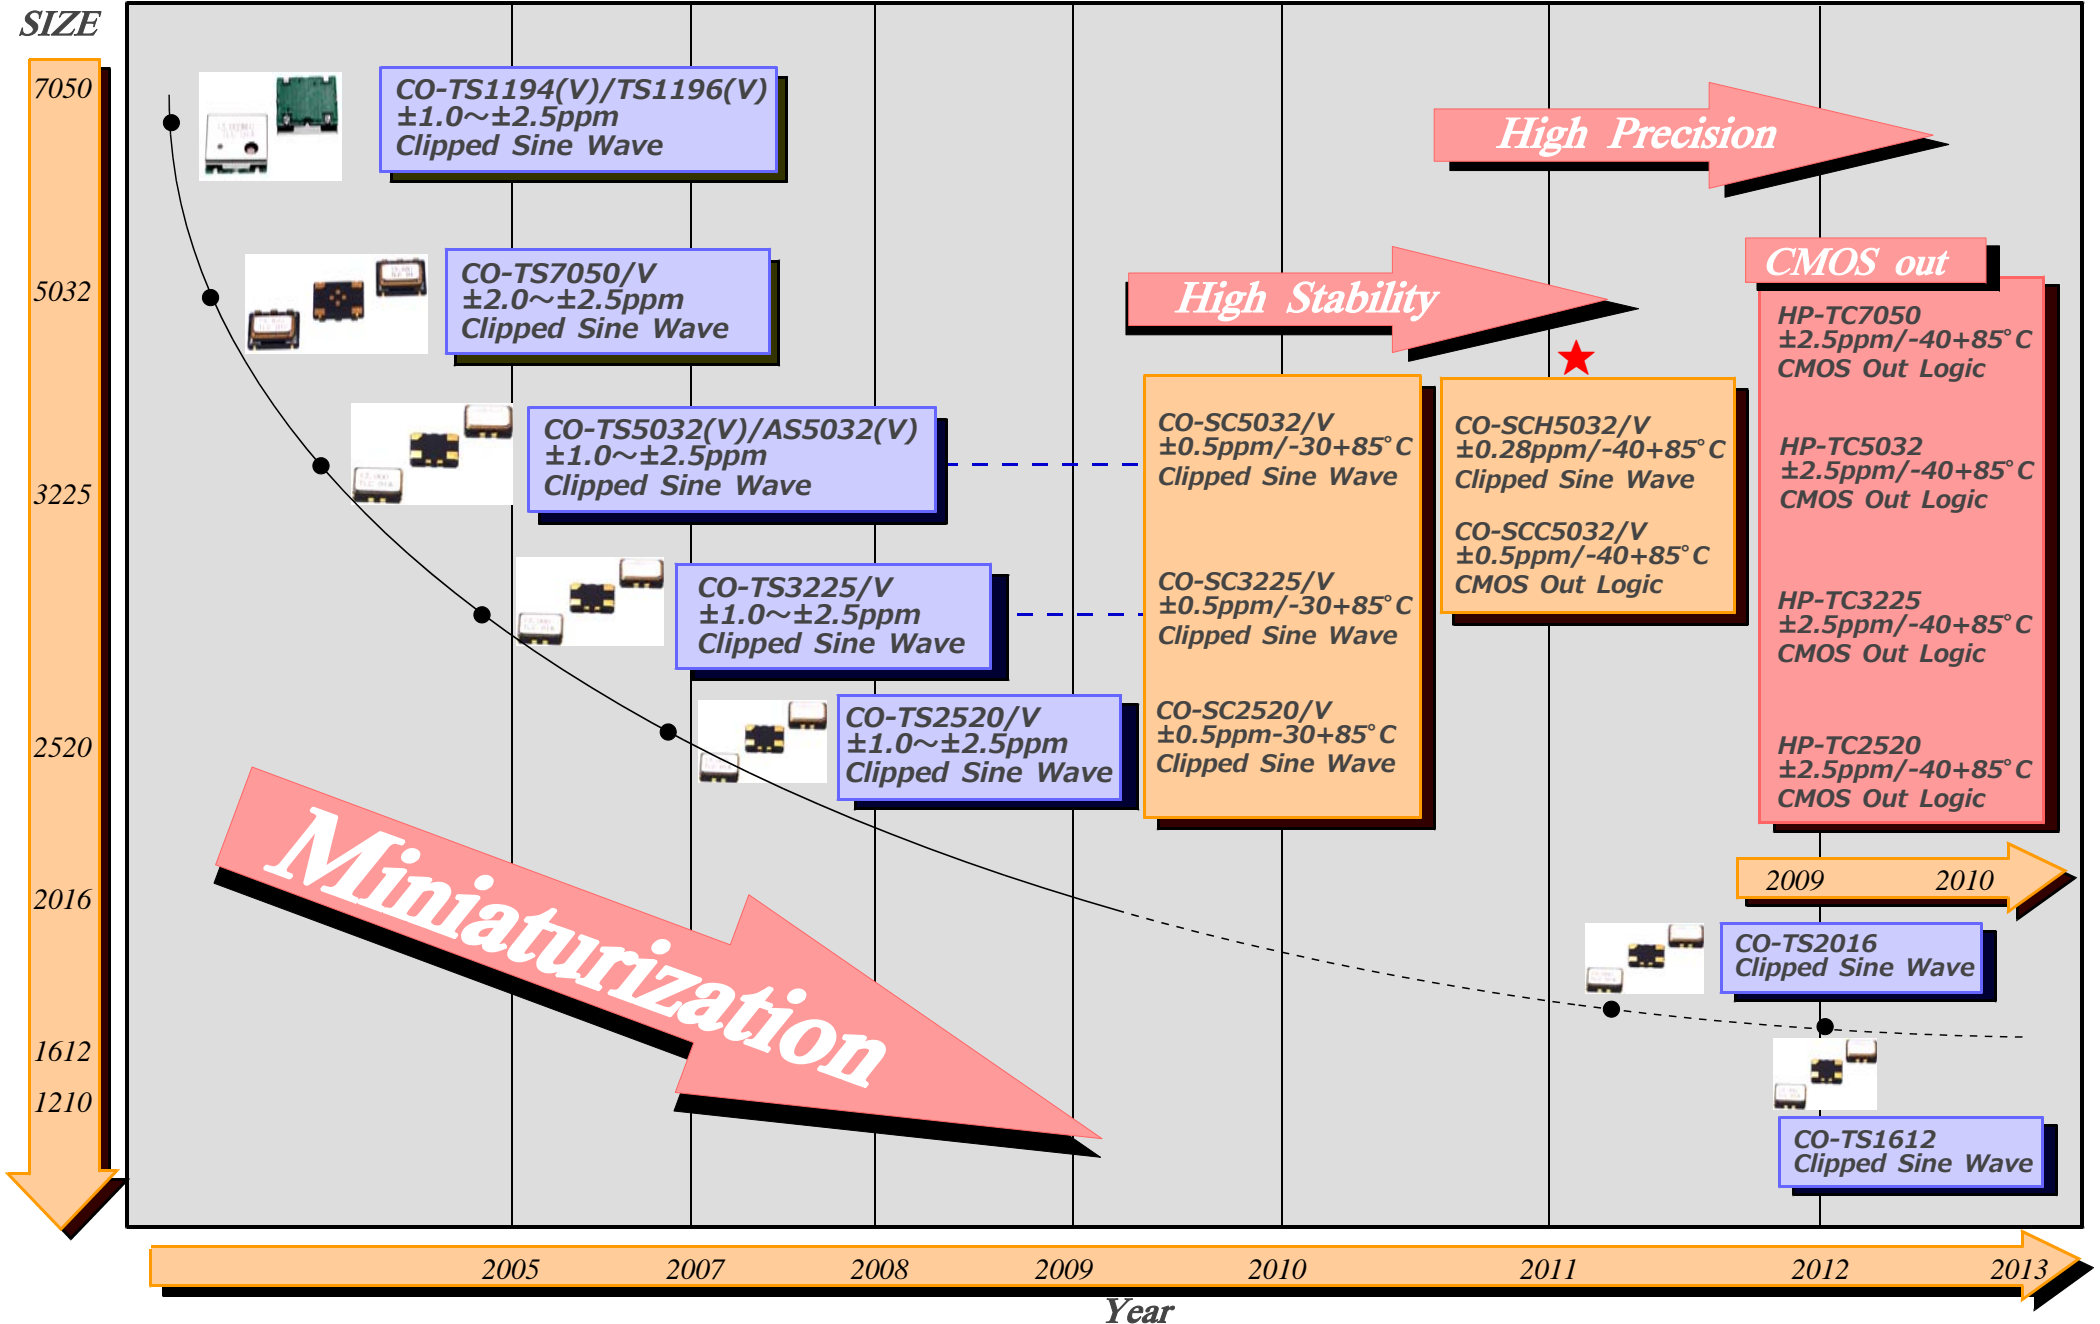 SIZE
7050
5032
3225
2520
2016
1612
1210
CO-TS1194(V)/TS1196(V)
±1.0～±2.5ppm
Clipped Sine Wave
High Precision
CO-TS7050/V
±2.0～±2.5ppm
Clipped Sine Wave
High Stability
CMOS out
HP-TC7050
±2.5ppm/-40+85°C
CMOS Out Logic
HP-TC5032
±2.5ppm/-40+85°C
CMOS Out Logic
HP-TC3225
±2.5ppm/-40+85°C
CMOS Out Logic
HP-TC2520
±2.5ppm/-40+85°C
CMOS Out Logic
CO-TS5032(V)/AS5032(V)
±1.0～±2.5ppm
Clipped Sine Wave
CO-SC5032/V
±0.5ppm/-30+85°C
Clipped Sine Wave
CO-SC3225/V
±0.5ppm/-30+85°C
Clipped Sine Wave
CO-SC2520/V
±0.5ppm-30+85°C
Clipped Sine Wave
CO-SCH5032/V
±0.28ppm/-40+85°C
Clipped Sine Wave
CO-SCC5032/V
±0.5ppm/-40+85°C
CMOS Out Logic
CO-TS3225/V
±1.0～±2.5ppm
Clipped Sine Wave
CO-TS2520/V
±1.0～±2.5ppm
Clipped Sine Wave
Miniaturization
2009 2010
CO-TS2016
Clipped Sine Wave
CO-TS1612
Clipped Sine Wave
2005 2007 2008 2009 2010 2011 2012 2013
Year